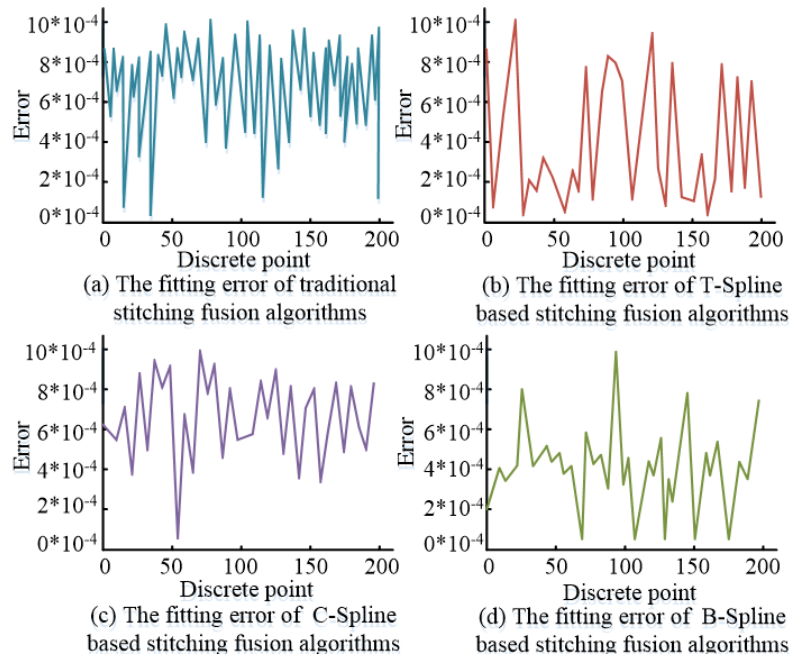 10*10-4
8*10-4
6*10-4
4*10-4
2*10-4
0*10-4
Error
0 50 100 150 200
Discrete point
(a) The fitting error of traditional
stitching fusion algorithms
10*10-4
8*10-4
6*10-4
4*10-4
2*10-4
0*10-4
Error
0 50 100 150 200
Discrete point
(b) The fitting error of T-Spline
based stitching fusion algorithms
10*10-4
8*10-4
6*10-4
4*10-4
2*10-4
0*10-4
Error
0 50 100 150 200
Discrete point
(c) The fitting error of C-Spline
based stitching fusion algorithms
10*10-4
8*10-4
6*10-4
4*10-4
2*10-4
0*10-4
Error
0 50 100 150 200
Discrete point
(d) The fitting error of B-Spline
based stitching fusion algorithms